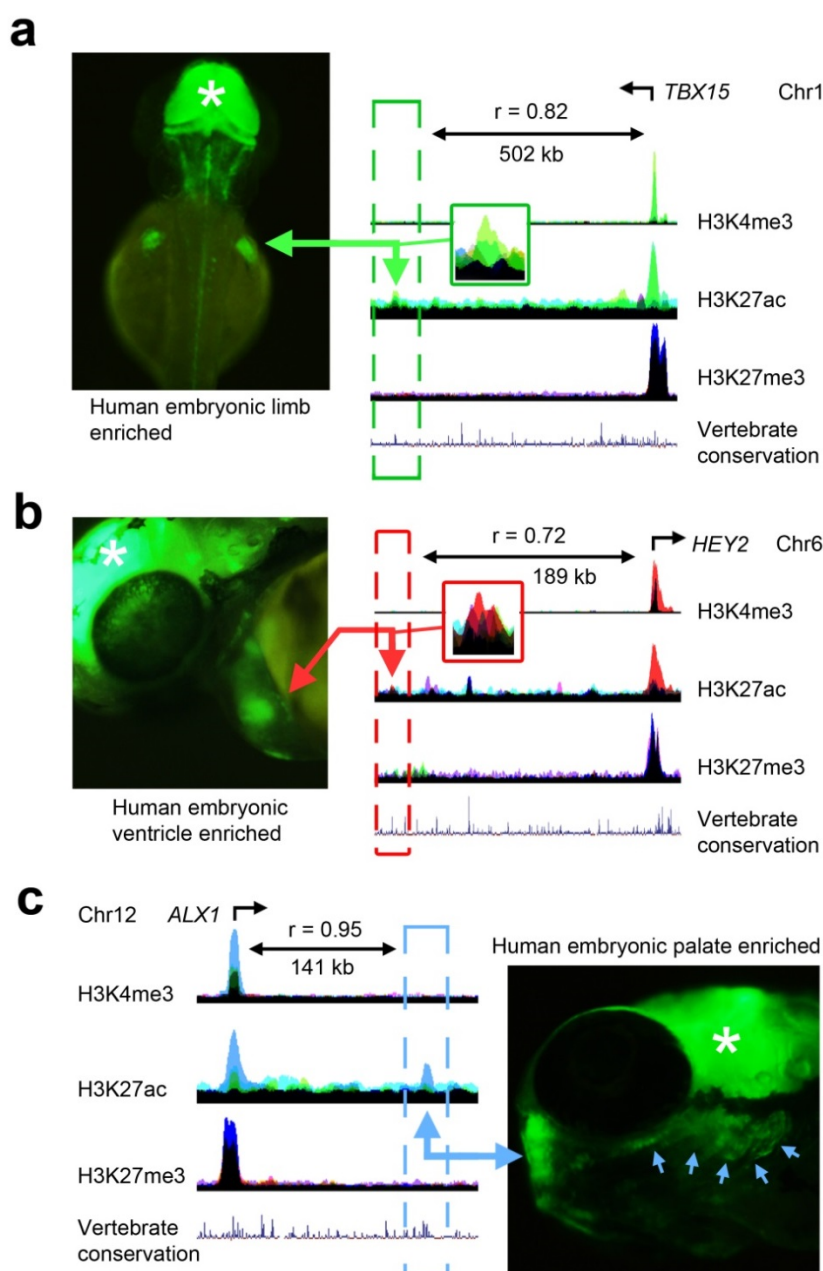 a
*
TBX15 Chr1
r = 0.82
502 kb
H3K4me3
H3K27ac
H3K27me3
Vertebrate
conservation
Human embryonic limb
enriched
b
*
HEY2 Chr6
r = 0.72
189 kb
H3K4me3
H3K27ac
H3K27me3
Vertebrate
conservation
Human embryonic
ventricle enriched
c
Chr12 ALX1
r = 0.95
141 kb
H3K4me3
H3K27ac
H3K27me3
Vertebrate
conservation
Human embryonic palate enriched
*